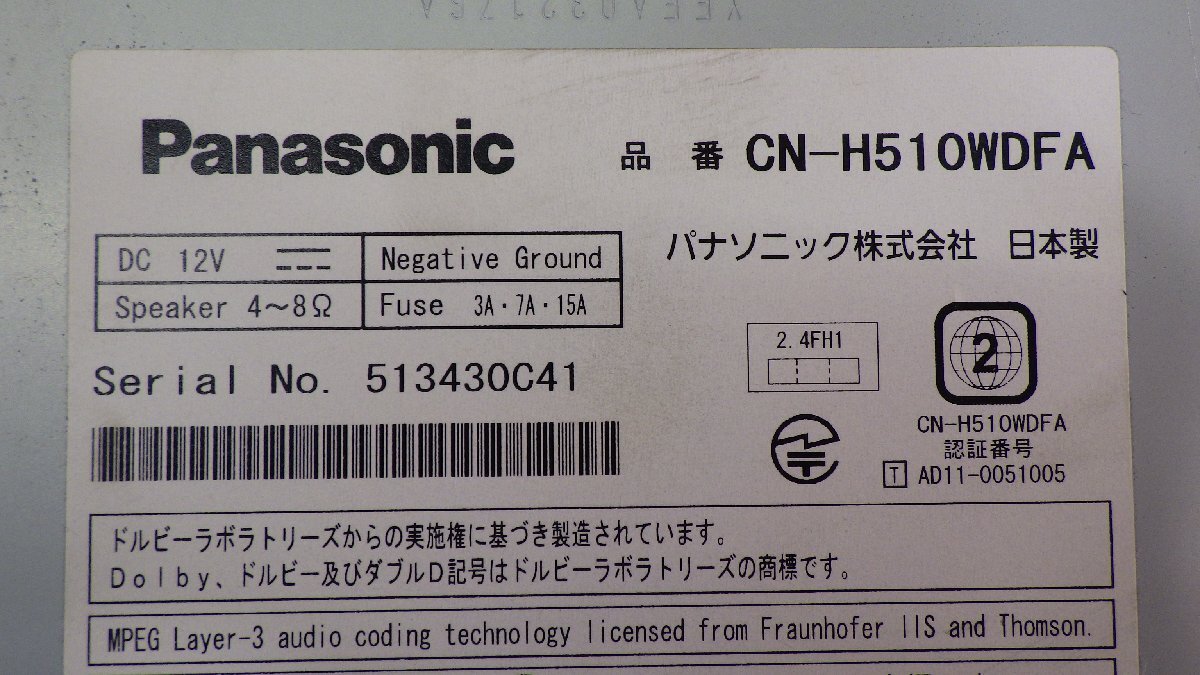 Panasonic 品番 CN-H510WDFA
パナソニック株式会社 日本製
DC 12V Negative Ground
Speaker 4～8Ω Fuse 3A・7A・15A
Serial No. 513430C41
2.4FH1
2
CN-H510WDFA
認証番号
T AD11-0051005
ドルビーラボラトリーズからの実施権に基づき製造されています。
Dolby、ドルビー及びダブルD記号はドルビーラボラトリーズの商標です。
MPEG Layer-3 audio coding technology licensed from Fraunhofer IIS and Thomson.